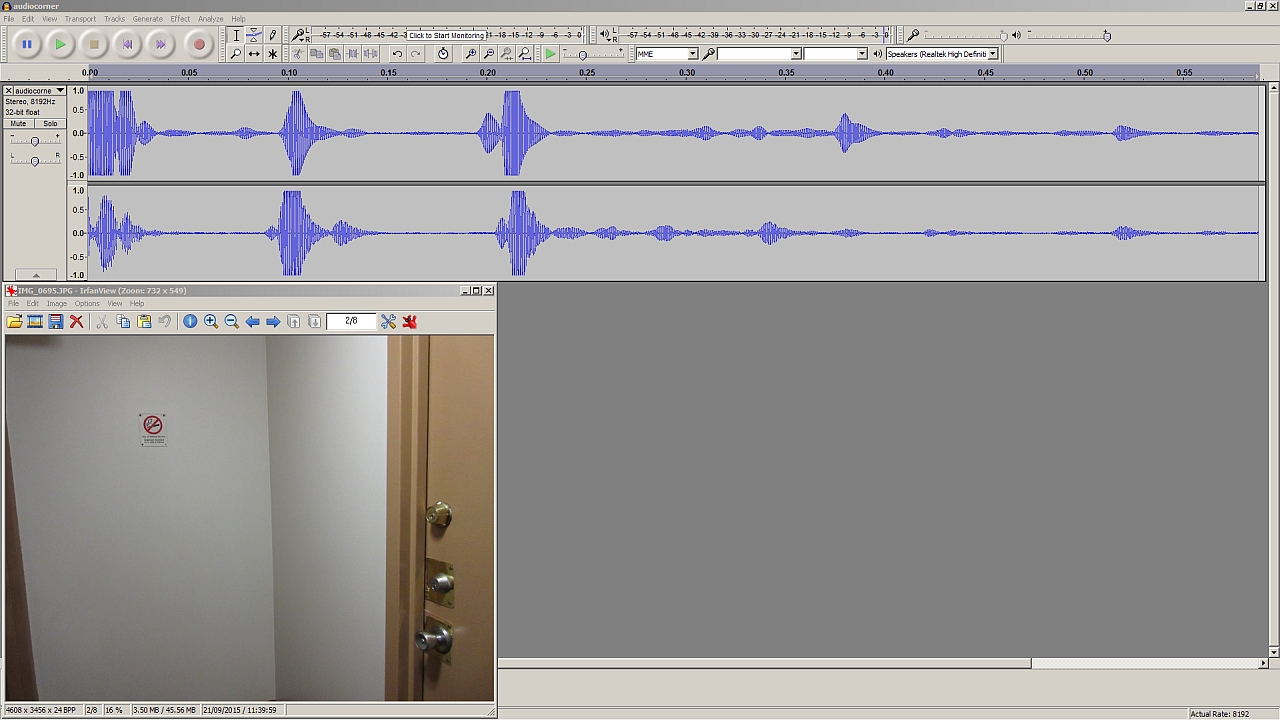 audiocorner
File Edit View Transport Tracks Generate Effect Analyze Help
-57 -54 -51 -48 -45 -42 Click to Start Monitoring -18 -15 -12 -9 -6 -3 0
-57 -54 -51 -48 -45 -42 -39 -36 -33 -30 -27 -24 -21 -18 -15 -12 -9 -6 -3 0
MME
Speakers (Realtek High Definiti
0.00 0.05 0.10 0.15 0.20 0.25 0.30 0.35 0.40 0.45 0.50 0.55
audiocorne
Stereo, 8192Hz
32-bit float
Mute Solo
- +
L R
1.0
0.5
0.0
-0.5
-1.0
1.0
0.5
0.0
-0.5
-1.0
IMG_0695.JPG - IrfanView (Zoom: 732 x 549)
File Edit Image Options View Help
2/8
4608 x 3456 x 24 BPP 2/8 16 % 3.50 MB / 45.56 MB 21/09/2015 / 11:39:59
Actual Rate: 8192